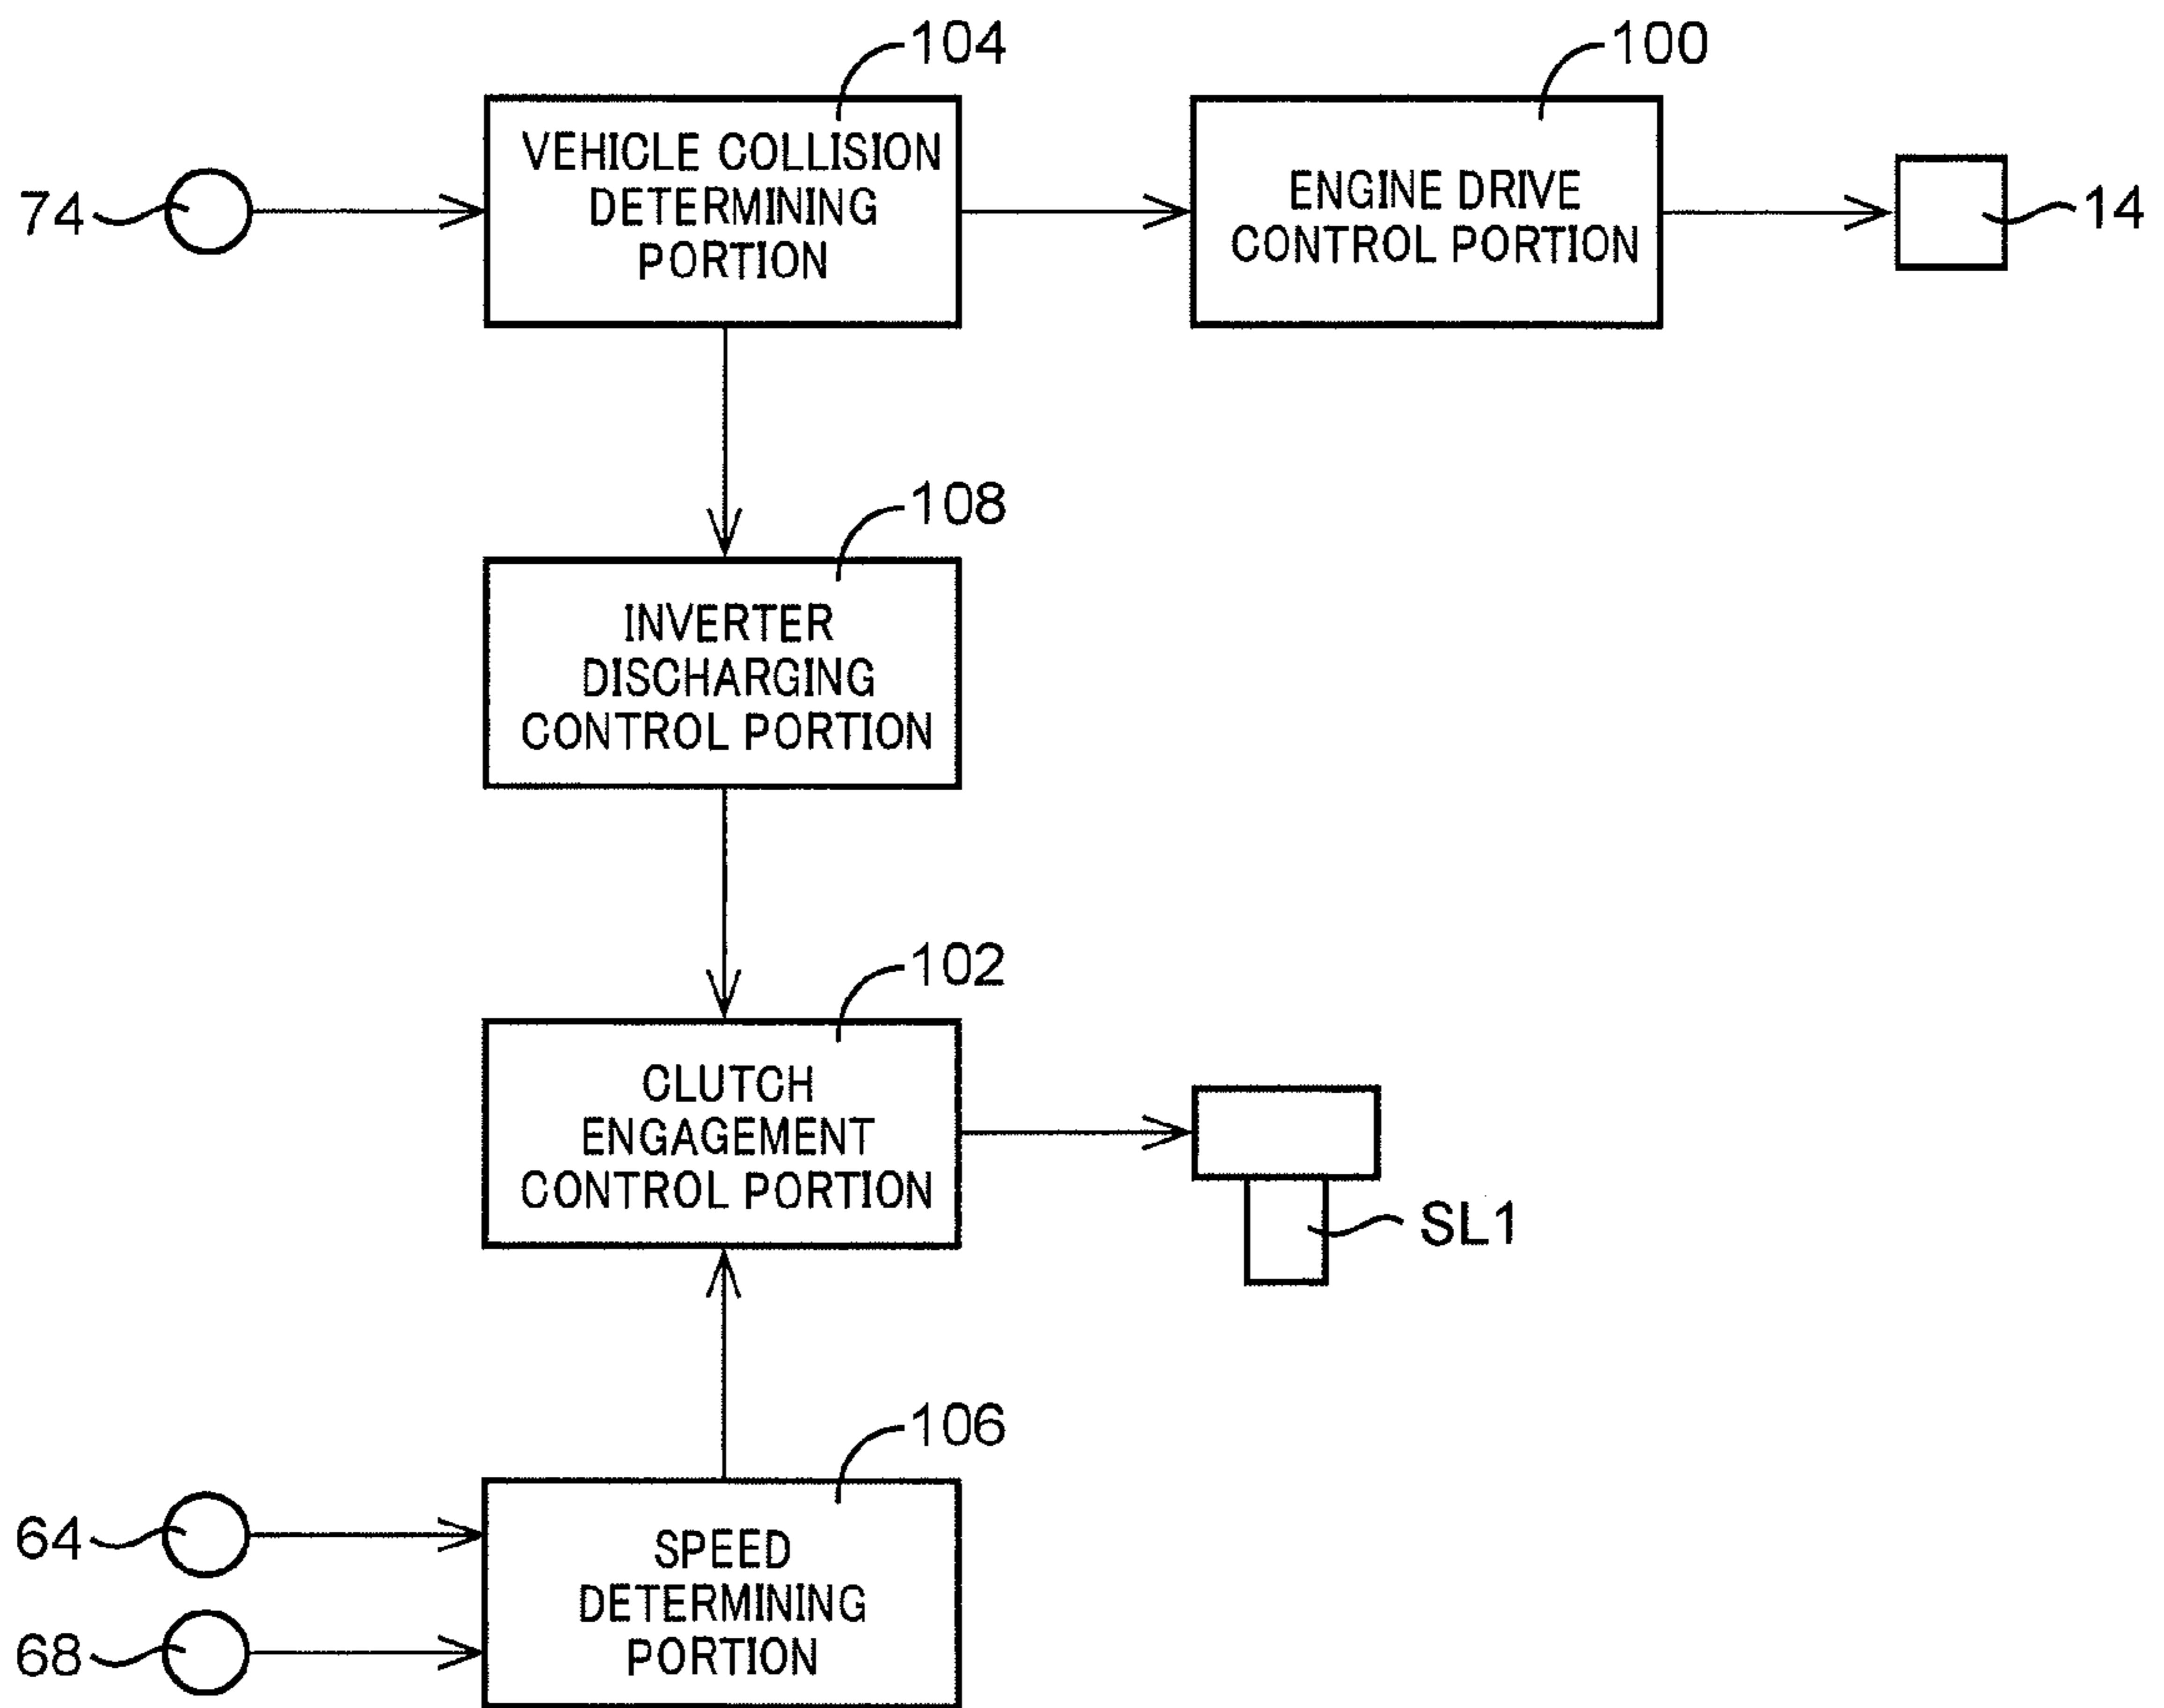 104
100
VEHICLE COLLISION
DETERMINING
PORTION
ENGINE DRIVE
CONTROL PORTION
74
14
108
INVERTER
DISCHARGING
CONTROL PORTION
102
CLUTCH
ENGAGEMENT
CONTROL PORTION
SL1
106
64
SPEED
DETERMINING
PORTION
68